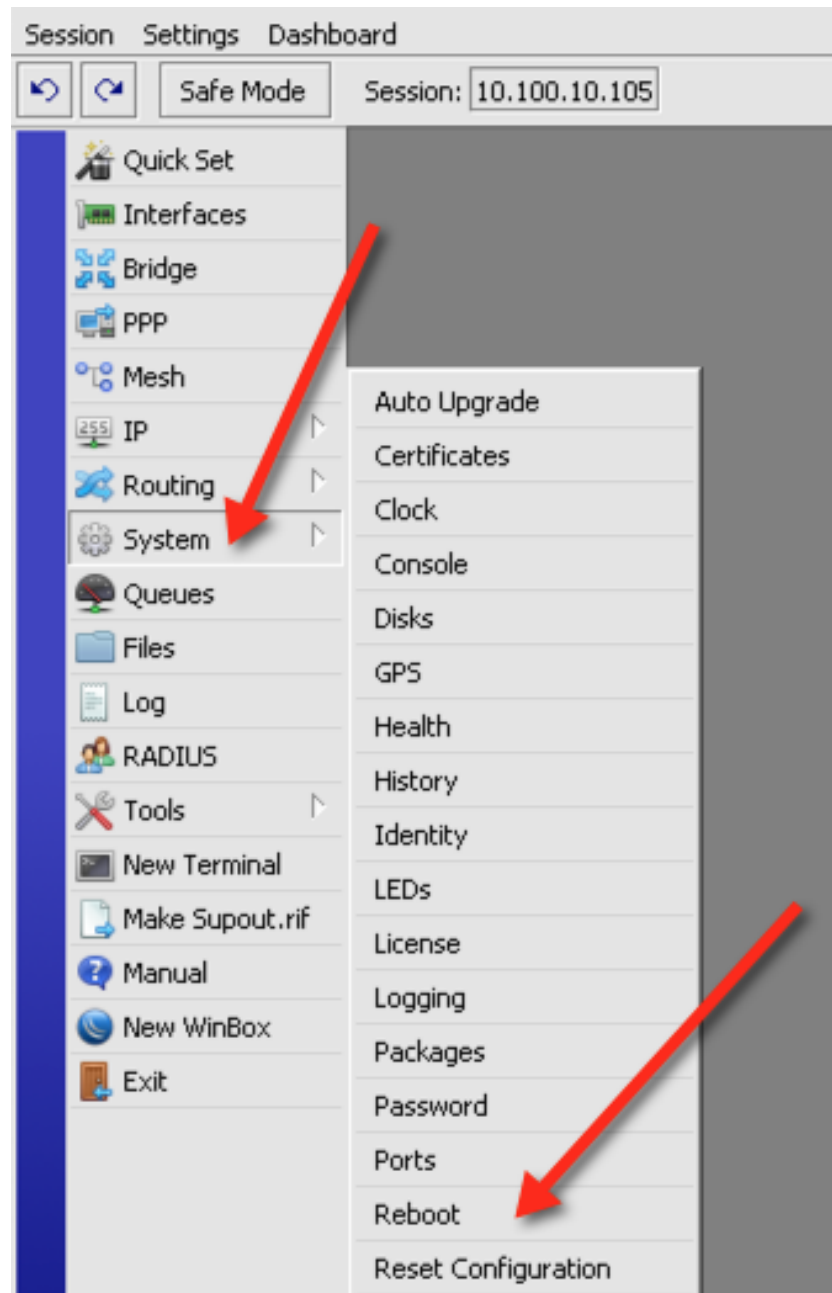 Session Settings Dashboard
Safe Mode Session: 10.100.10.105
Quick Set
Interfaces
Bridge
PPP
Mesh
255 IP
Routing
System
Queues
Files
Log
RADIUS
Tools
New Terminal
Make Supout.rif
Manual
New WinBox
Exit
Auto Upgrade
Certificates
Clock
Console
Disks
GPS
Health
History
Identity
LEDs
License
Logging
Packages
Password
Ports
Reboot
Reset Configuration